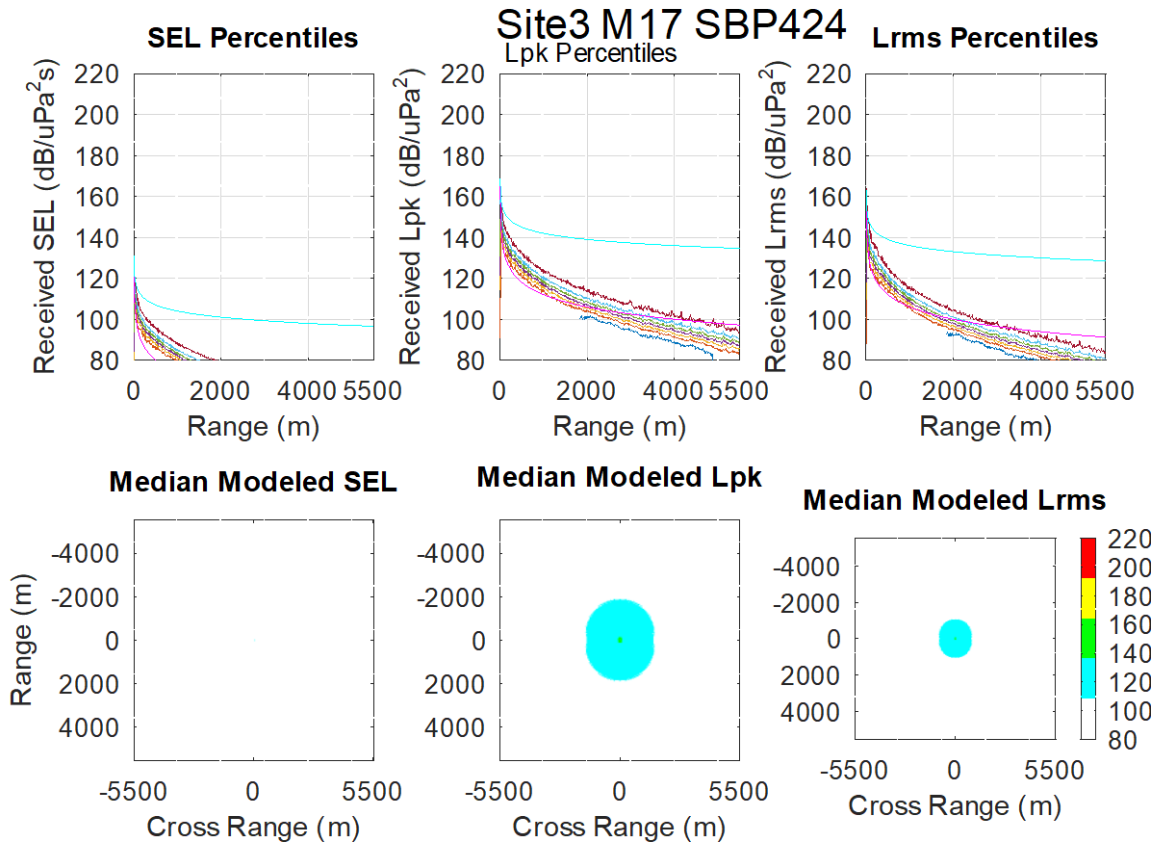 Site3 M17 SBP424
SEL Percentiles
Lpk Percentiles
Lrms Percentiles
Received SEL (dB/uPa²s)
220
200
180
160
140
120
100
80
0 2000 4000 5500
Range (m)
Received Lpk (dB/uPa²)
220
200
180
160
140
120
100
80
0 2000 4000 5500
Range (m)
Received Lrms (dB/uPa²)
220
200
180
160
140
120
100
80
0 2000 4000 5500
Range (m)
Median Modeled SEL
Range (m)
-4000
-2000
0
2000
4000
-5500 0 5500
Cross Range (m)
Median Modeled Lpk
-4000
-2000
0
2000
4000
-5500 0 5500
Cross Range (m)
Median Modeled Lrms
-4000
-2000
0
2000
4000
-5500 0 5500
Cross Range (m)
220
200
180
160
140
120
100
80